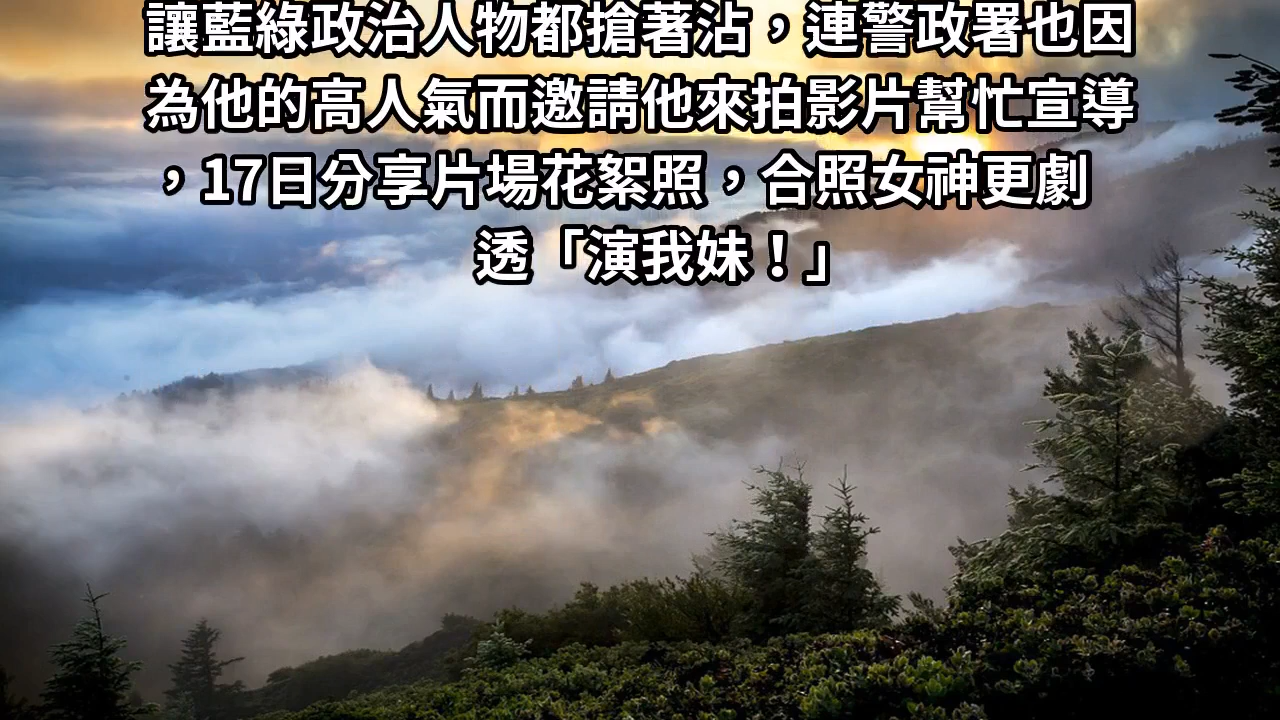 讓藍綠政治人物都搶著沾，連警政署也因
為他的高人氣而邀請他來拍影片幫忙宣導
，17日分享片場花絮照，合照女神更劇
透「演我妹！」